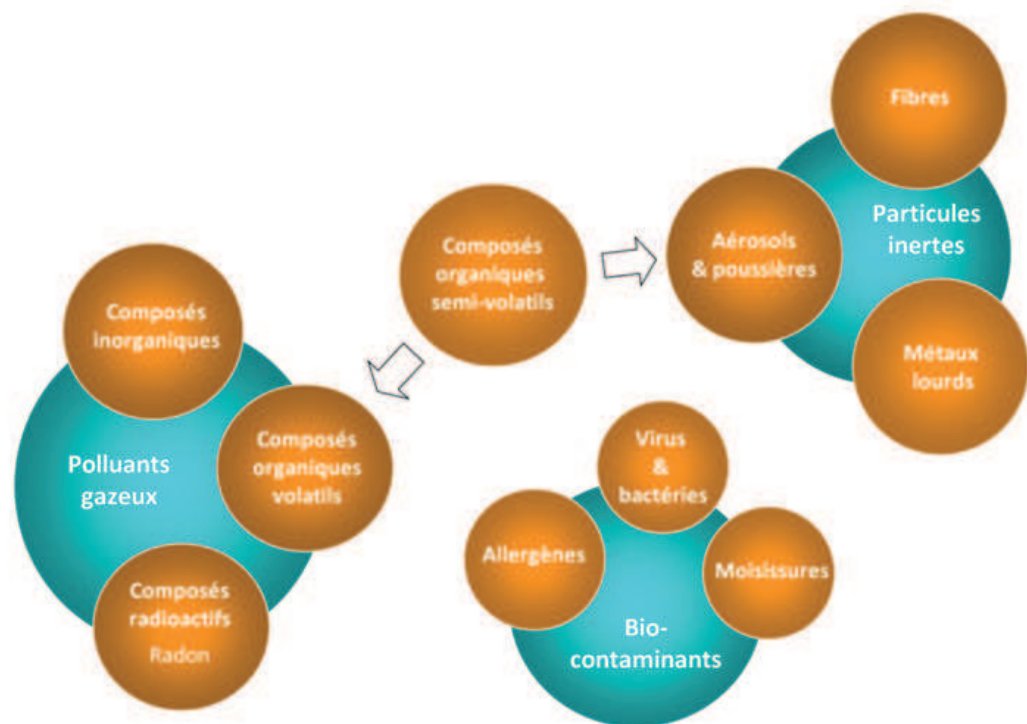 Fibres
Particules
inertes
Aérosols
& poussières
Métaux
lourds
Composés
organiques
semi-volatils
Composés
inorganiques
Polluants
gazeux
Composés
organiques
volatils
Composés
radioactifs
Radon
Virus
&
bactéries
Allergènes
Moisissures
Bio-
contaminants